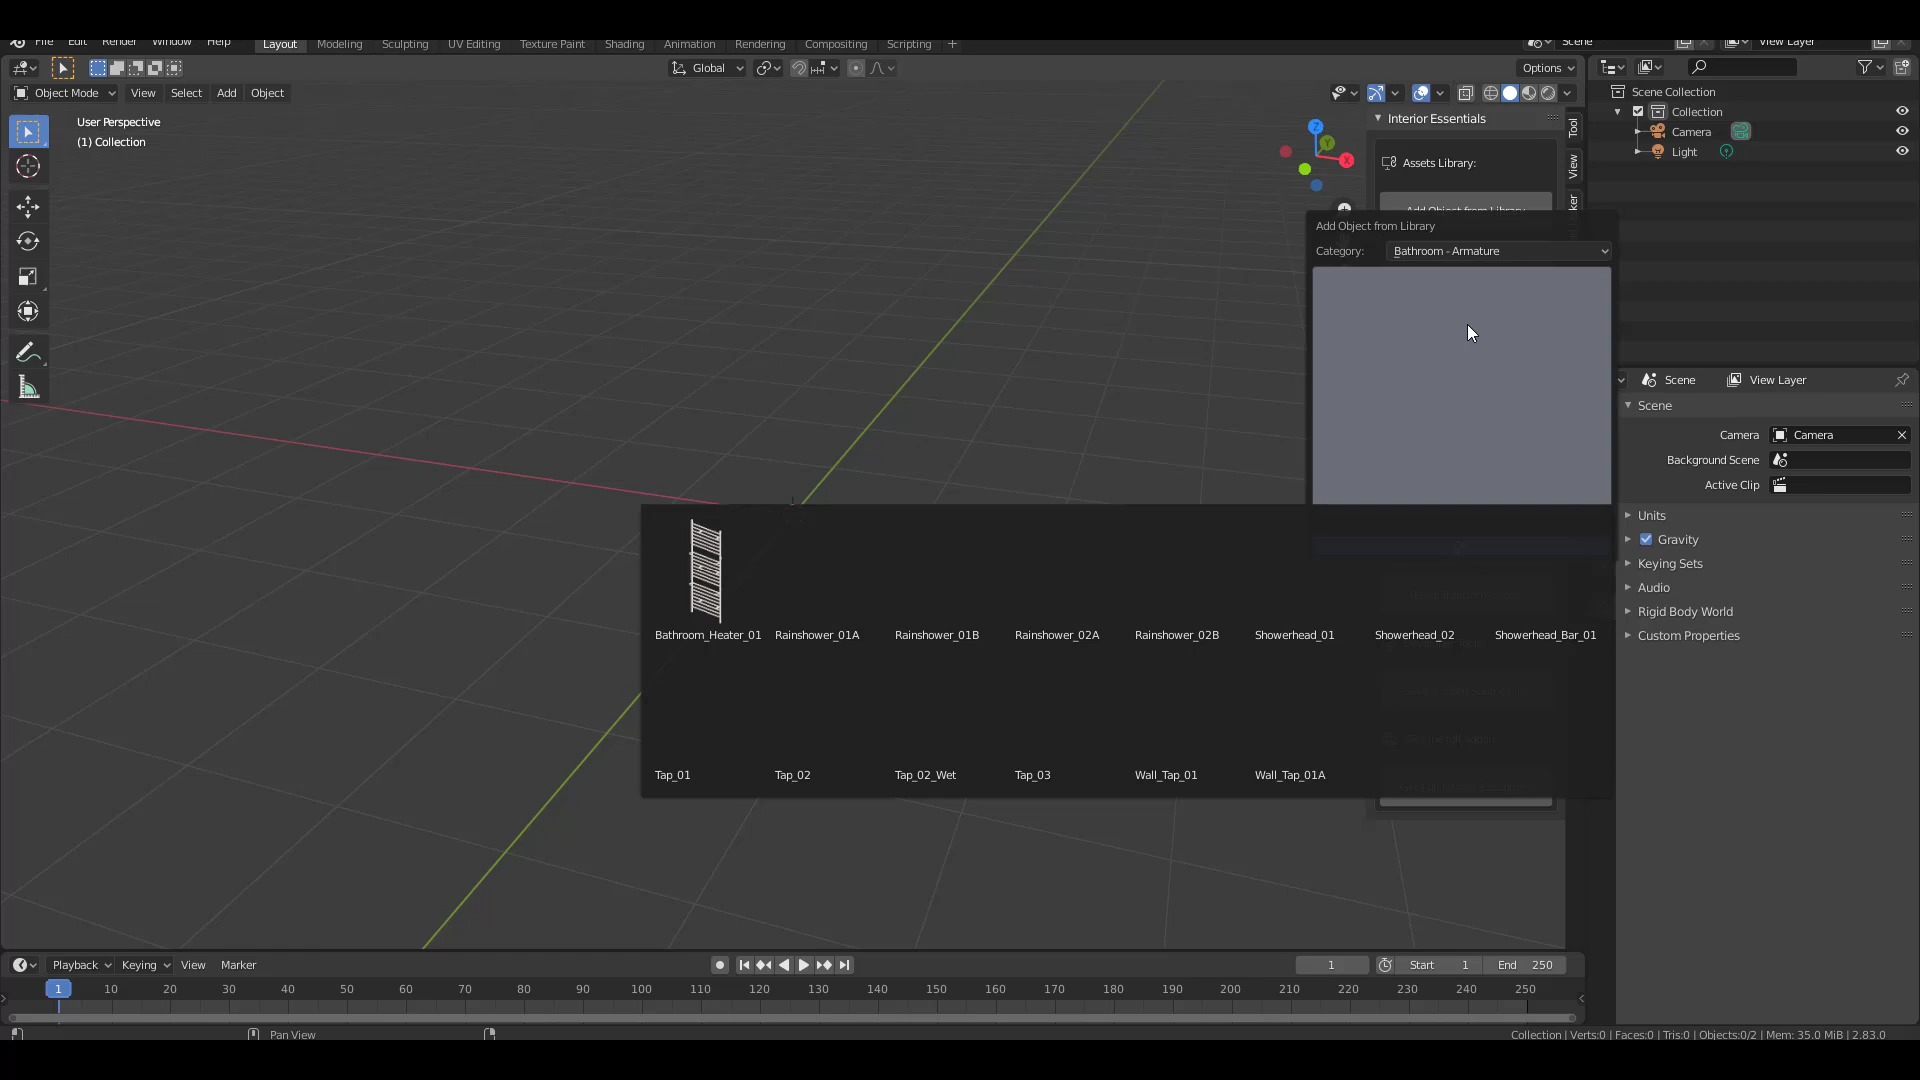 File Edit Render Window Help Layout Modeling Sculpting UV Editing Texture Paint Shading Animation Rendering Compositing Scripting + Scene View Layer
Global Options
Object Mode View Select Add Object
User Perspective
(1) Collection
Z
Y
X
Interior Essentials
Assets Library:
Add Object from Library
Tool
View
Add Object from Library
Category: Bathroom - Armature
Scene Collection
Collection
Camera
Light
Scene View Layer
Scene
Camera Camera
Background Scene
Active Clip
Units
Gravity
Keying Sets
Audio
Rigid Body World
Custom Properties
Bathroom_Heater_01 Rainshower_01A Rainshower_01B Rainshower_02A Rainshower_02B Showerhead_01 Showerhead_02 Showerhead_Bar_01
Tap_01 Tap_02 Tap_02_Wet Tap_03 Wall_Tap_01 Wall_Tap_01A
Playback Keying View Marker 1 Start 1 End 250
1 10 20 30 40 50 60 70 80 90 100 110 120 130 140 150 160 170 180 190 200 210 220 230 240 250
Pan View Collection | Verts:0 | Faces:0 | Tris:0 | Objects:0/2 | Mem: 35.0 MiB | 2.83.0